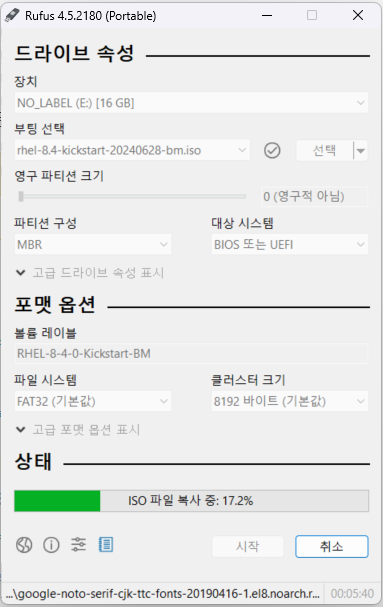 Rufus 4.5.2180 (Portable)
드라이브 속성
장치
NO_LABEL (E:) [16 GB]
부팅 선택
rhel-8.4-kickstart-20240628-bm.iso
선택
영구 파티션 크기
0 (영구적 아님)
파티션 구성
대상 시스템
MBR
BIOS 또는 UEFI
고급 드라이브 속성 표시
포맷 옵션
볼륨 레이블
RHEL-8-4-0-Kickstart-BM
파일 시스템
클러스터 크기
FAT32 (기본값)
8192 바이트 (기본값)
고급 포맷 옵션 표시
상태
ISO 파일 복사 중: 17.2%
시작
취소
...\google-noto-serif-cjk-ttc-fonts-20190416-1.el8.noarch.r...
00:05:40